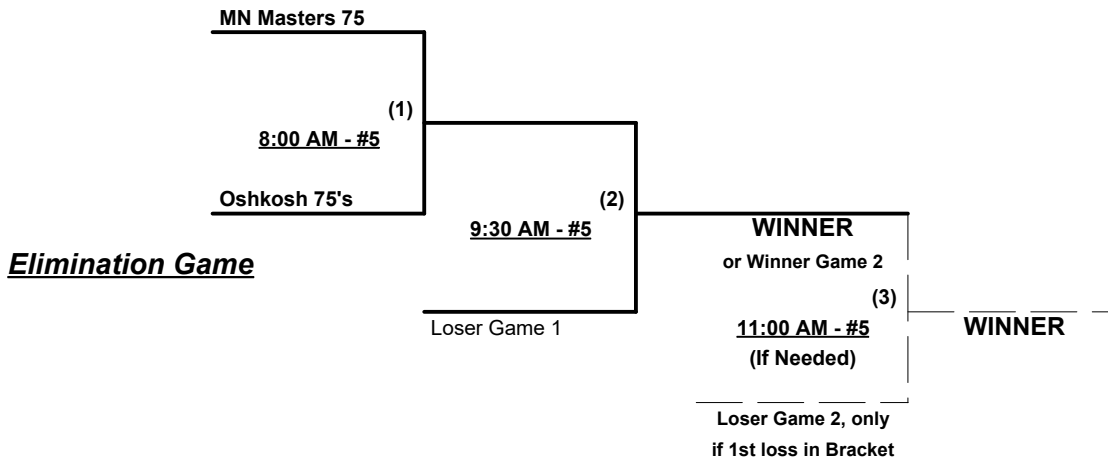 MN Masters 75
(1)
8:00 AM - #5
Oshkosh 75's
(2)
9:30 AM - #5
WINNER
or Winner Game 2
Elimination Game
(3)
Loser Game 1
11:00 AM - #5
WINNER
(If Needed)
Loser Game 2, only
if 1st loss in Bracket